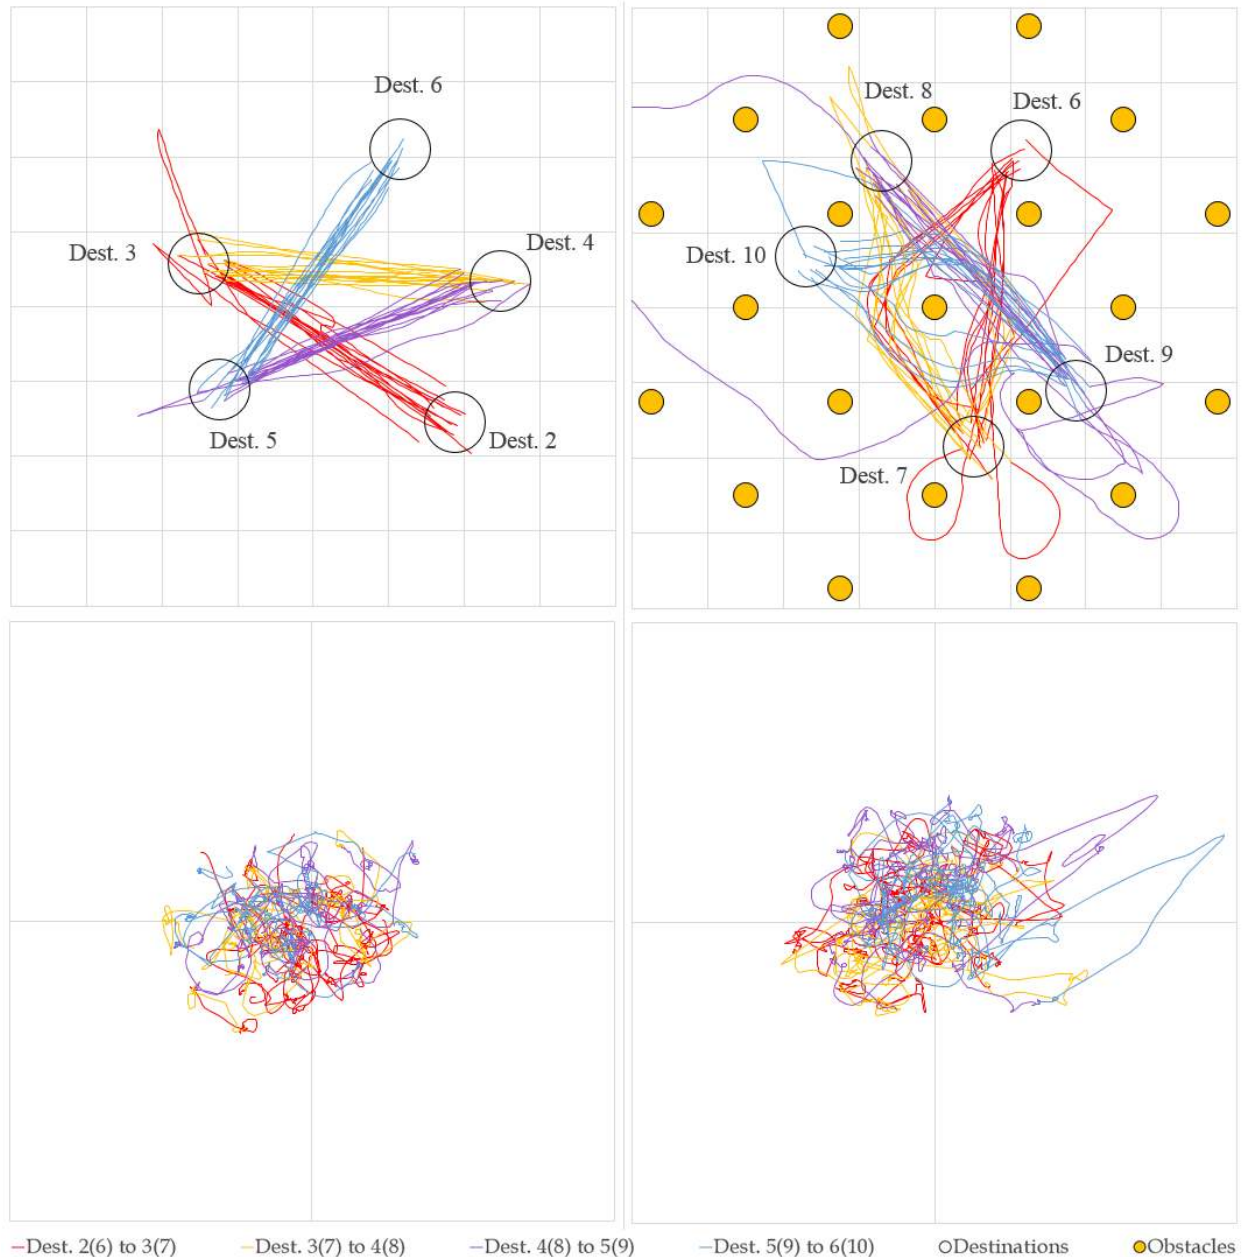 Dest. 6
Dest. 3
Dest. 4
Dest. 5
Dest. 2
Dest. 8
Dest. 6
Dest. 10
Dest. 9
Dest. 7
Dest. 2(6) to 3(7)
Dest. 3(7) to 4(8)
Dest. 4(8) to 5(9)
Dest. 5(9) to 6(10)
Destinations
Obstacles